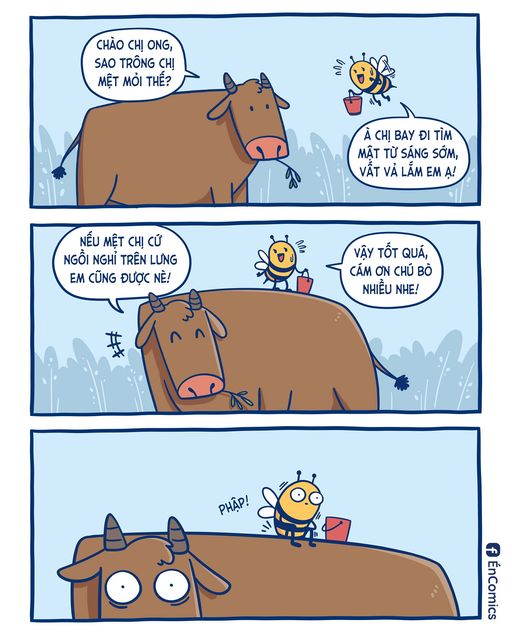 CHÀO CHỊ ONG,
SAO TRÔNG CHỊ
MỆT MỎI THẾ?
À CHỊ BAY ĐI TÌM
MẬT TỪ SÁNG SỚM,
VẤT VẢ LẮM EM Ạ!
NẾU MỆT CHỊ CỨ
NGỒI NGHỈ TRÊN LƯNG
EM CŨNG ĐƯỢC NÈ!
VẬY TỐT QUÁ,
CÁM ƠN CHÚ BÒ
NHIỀU NHE!
PHẬP!
ÉnComics